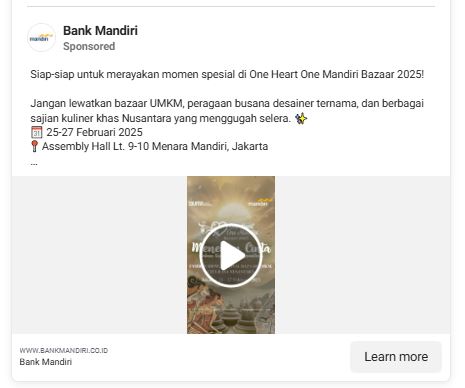 Bank Mandiri
mandiri
Sponsored
Siap-siap untuk merayakan momen spesial di One Heart One Mandiri Bazaar 2025!
Jangan lewatkan bazaar UMKM, peragaan busana desainer ternama, dan berbagai
sajian kuliner khas Nusantara yang menggugah selera. ✨
📅 25-27 Februari 2025
📍 Assembly Hall Lt. 9-10 Menara Mandiri, Jakarta
...
mandiri
Cinta
WWW.BANKMANDIRI.CO.ID
Bank Mandiri
Learn more